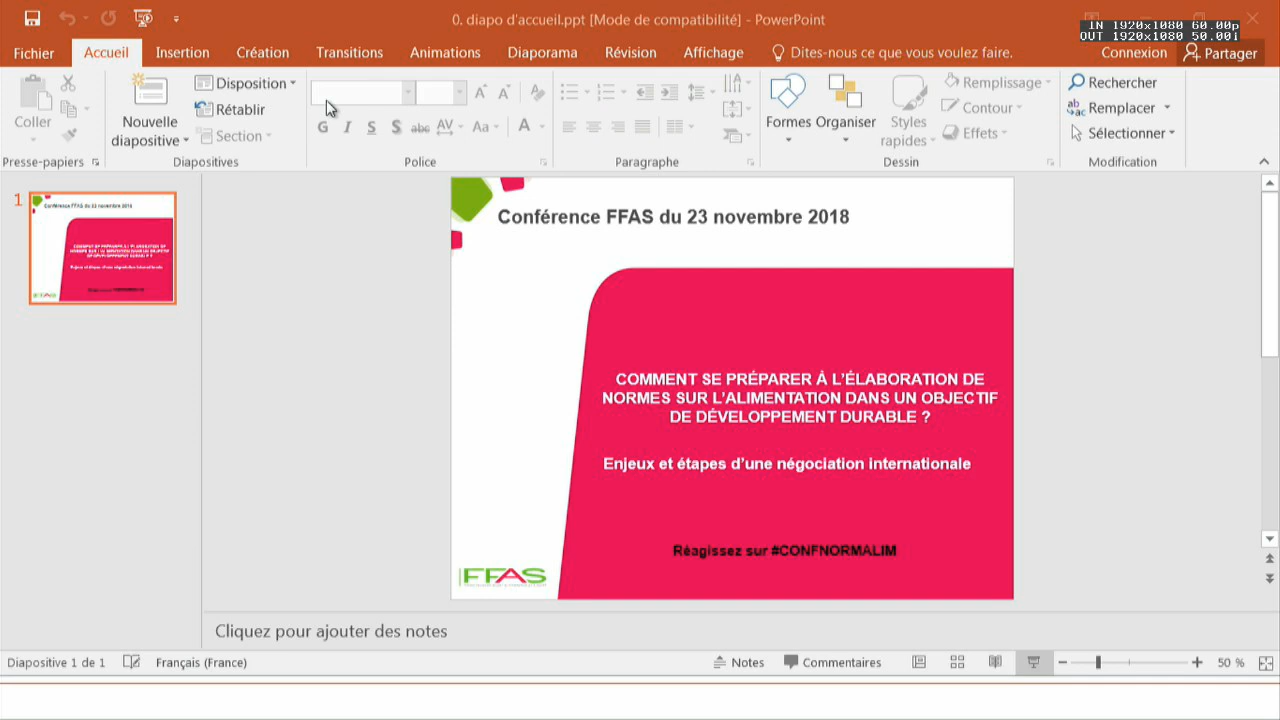 0. diapo d'accueil.ppt [Mode de compatibilité] - PowerPoint
IN 1920x1080 60.00p
OUT 1920x1080 50.00i
Fichier Accueil Insertion Création Transitions Animations Diaporama Révision Affichage Dites-nous ce que vous voulez faire. Connexion Partager
Coller
Nouvelle diapositive
Disposition
Rétablir
Section
G I S S abc AV Aa A
Formes Organiser Styles rapides
Remplissage
Contour
Effets
Rechercher
Remplacer
Sélectionner
Presse-papiers Diapositives Police Paragraphe Dessin Modification
1
Conférence FFAS du 23 novembre 2018
COMMENT SE PRÉPARER À L'ÉLABORATION DE
NORMES SUR L'ALIMENTATION DANS UN OBJECTIF
DE DÉVELOPPEMENT DURABLE ?
Enjeux et étapes d'une négociation internationale
Réagissez sur #CONFNORMALIM
FFAS
Cliquez pour ajouter des notes
Diapositive 1 de 1 Français (France) Notes Commentaires 50 %